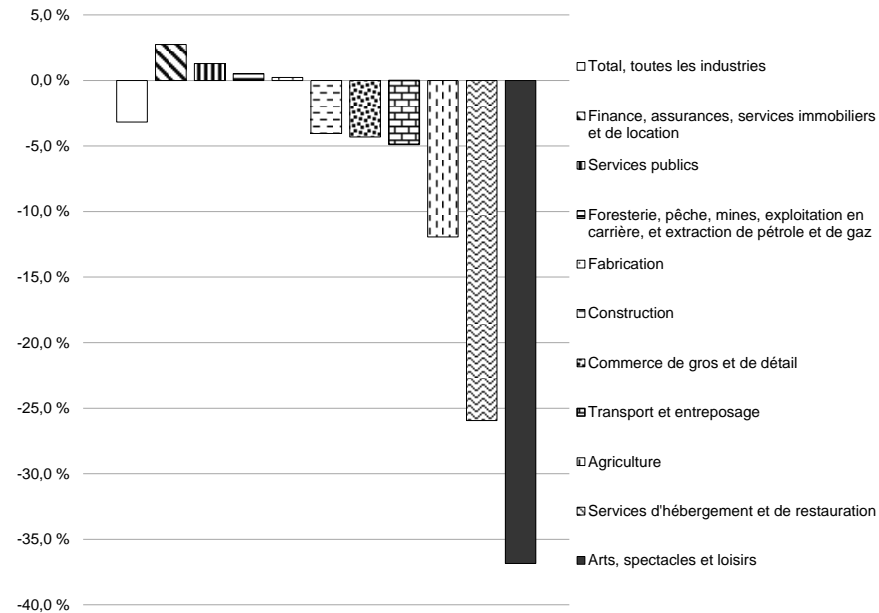 5,0 %
0,0 %
-5,0 %
-10,0 %
-15,0 %
-20,0 %
-25,0 %
-30,0 %
-35,0 %
-40,0 %
Total, toutes les industries
Finance, assurances, services immobiliers
et de location
Services publics
Foresterie, pêche, mines, exploitation en
carrière, et extraction de pétrole et de gaz
Fabrication
Construction
Commerce de gros et de détail
Transport et entreposage
Agriculture
Services d'hébergement et de restauration
Arts, spectacles et loisirs